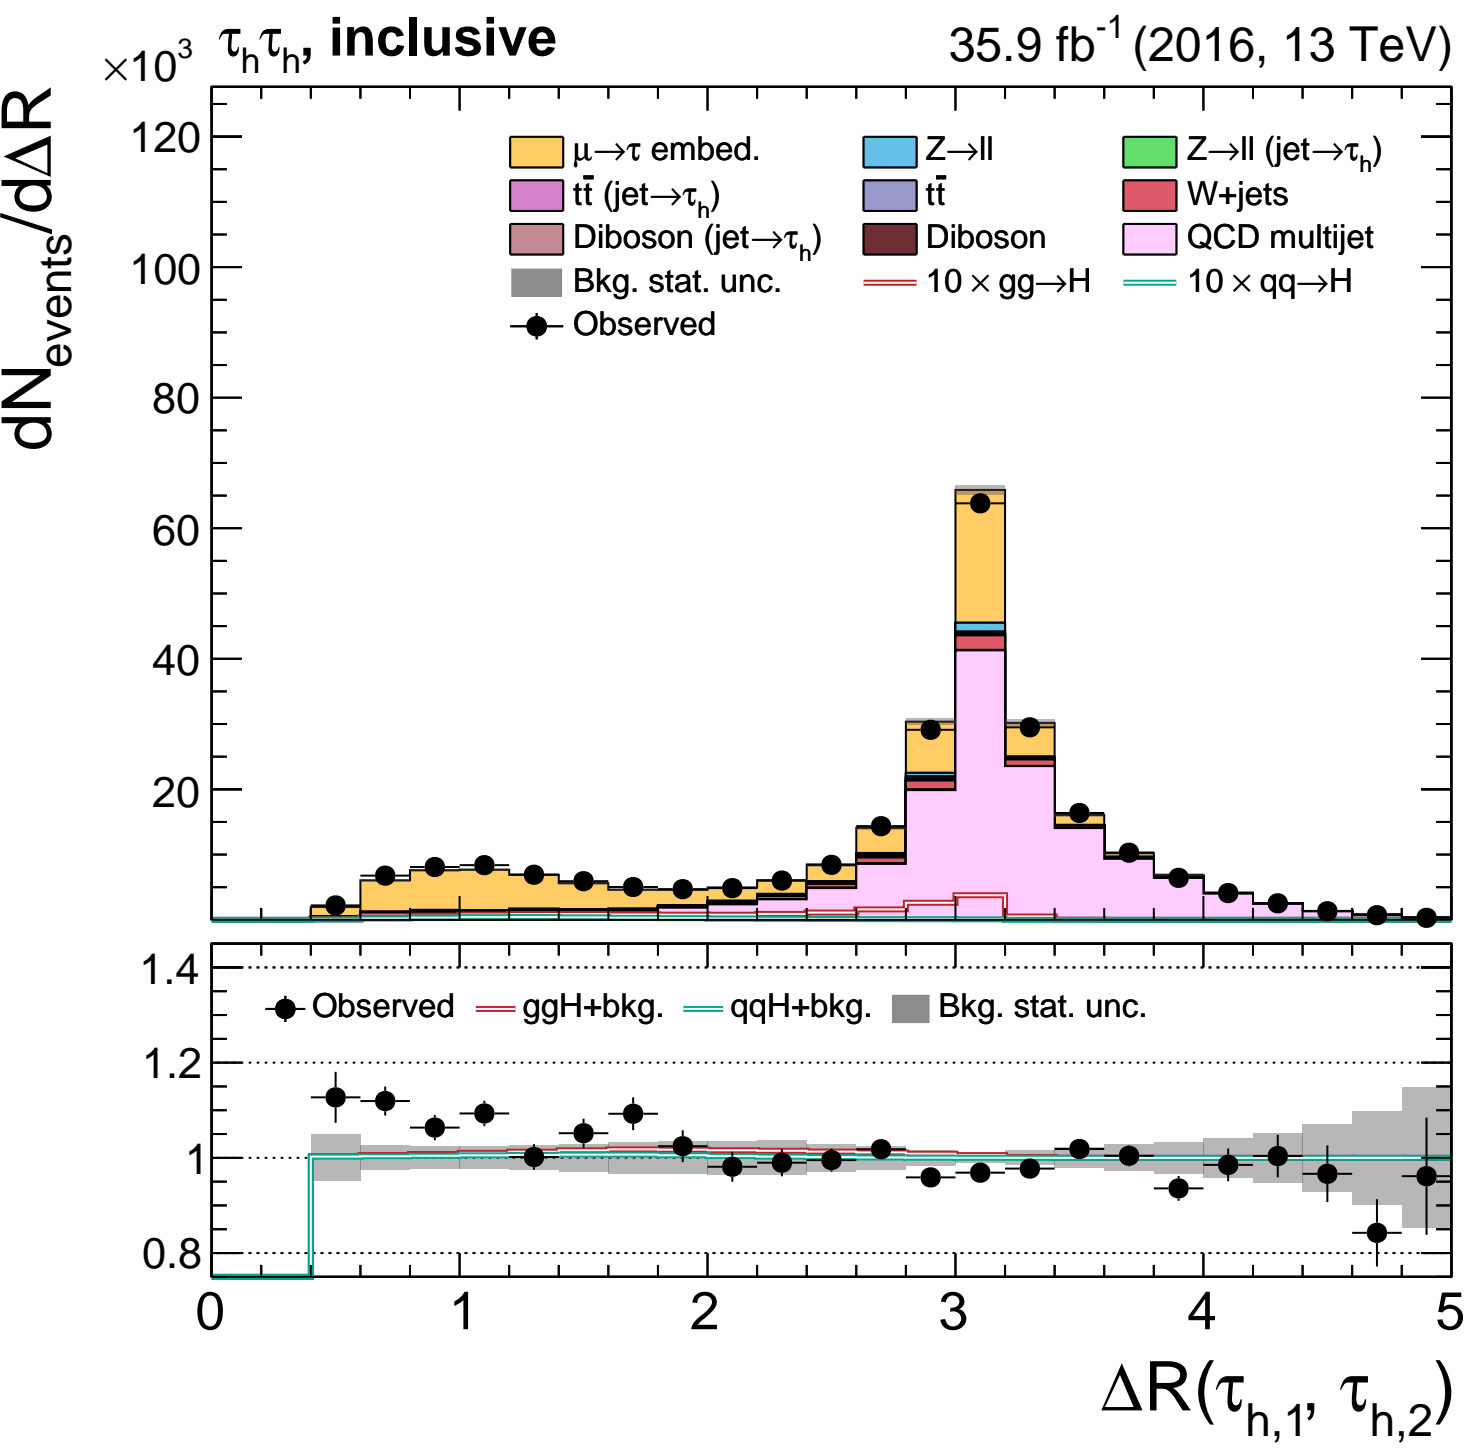 ×10³ τₕτₕ, inclusive 35.9 fb⁻¹ (2016, 13 TeV)
dN_events/dΔR
120
100
80
60
40
20
μ→τ embed. Z→ll Z→ll (jet→τₕ)
tt̄ (jet→τₕ) tt̄ W+jets
Diboson (jet→τₕ) Diboson QCD multijet
Bkg. stat. unc. 10 × gg→H 10 × qq→H
Observed
1.4
1.2
1
0.8
Observed ggH+bkg. qqH+bkg. Bkg. stat. unc.
0 1 2 3 4 5
ΔR(τ_h,1, τ_h,2)